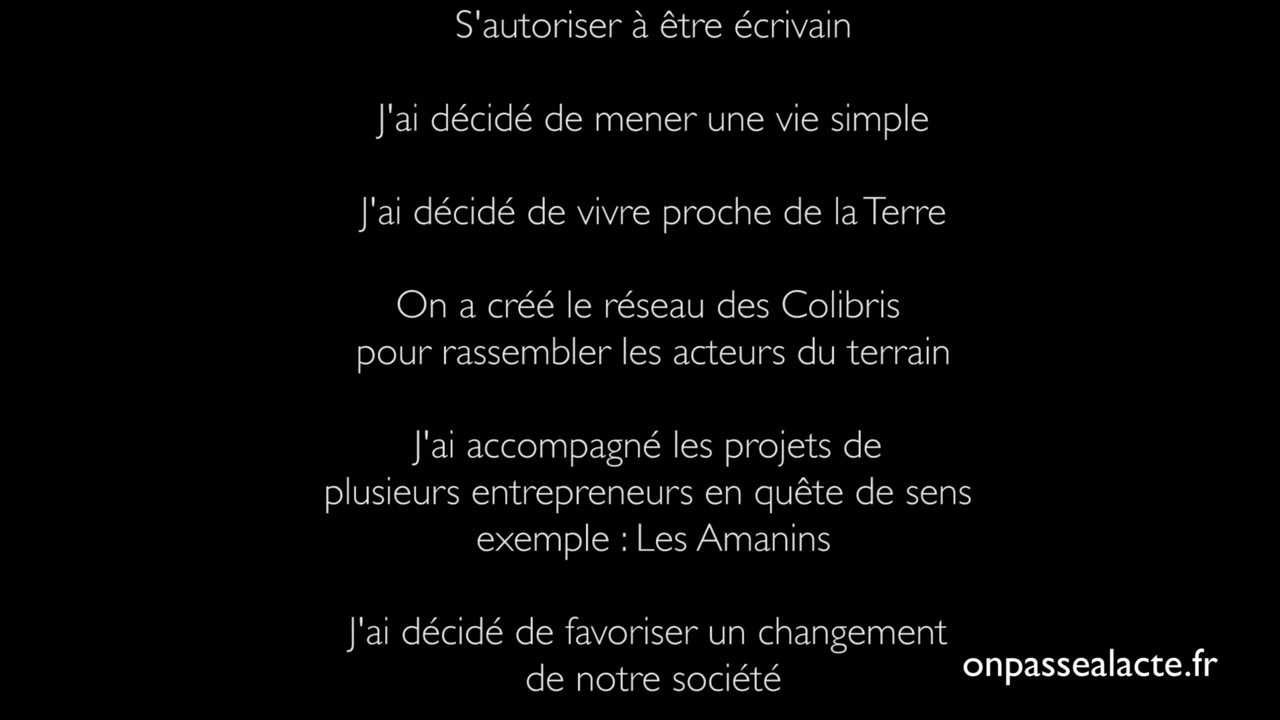 S'autoriser à être écrivain
J'ai décidé de mener une vie simple
J'ai décidé de vivre proche de la Terre
On a créé le réseau des Colibris
pour rassembler les acteurs du terrain
J'ai accompagné les projets de
plusieurs entrepreneurs en quête de sens
exemple : Les Amanins
J'ai décidé de favoriser un changement
de notre société
onpassealacte.fr